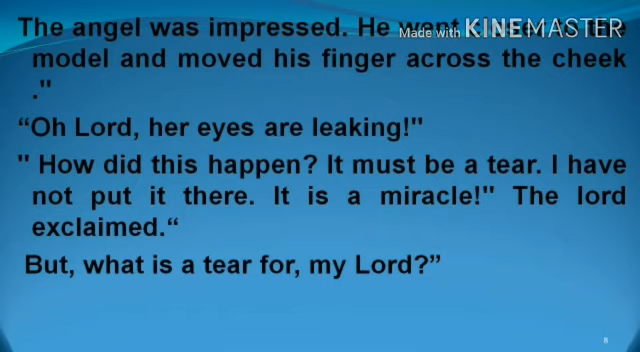 The angel was impressed. He went
Made with KINEMASTER
model and moved his finger across the cheek
."
“Oh Lord, her eyes are leaking!"
" How did this happen? It must be a tear. I have
not put it there. It is a miracle!" The lord
exclaimed.“
But, what is a tear for, my Lord?”
8